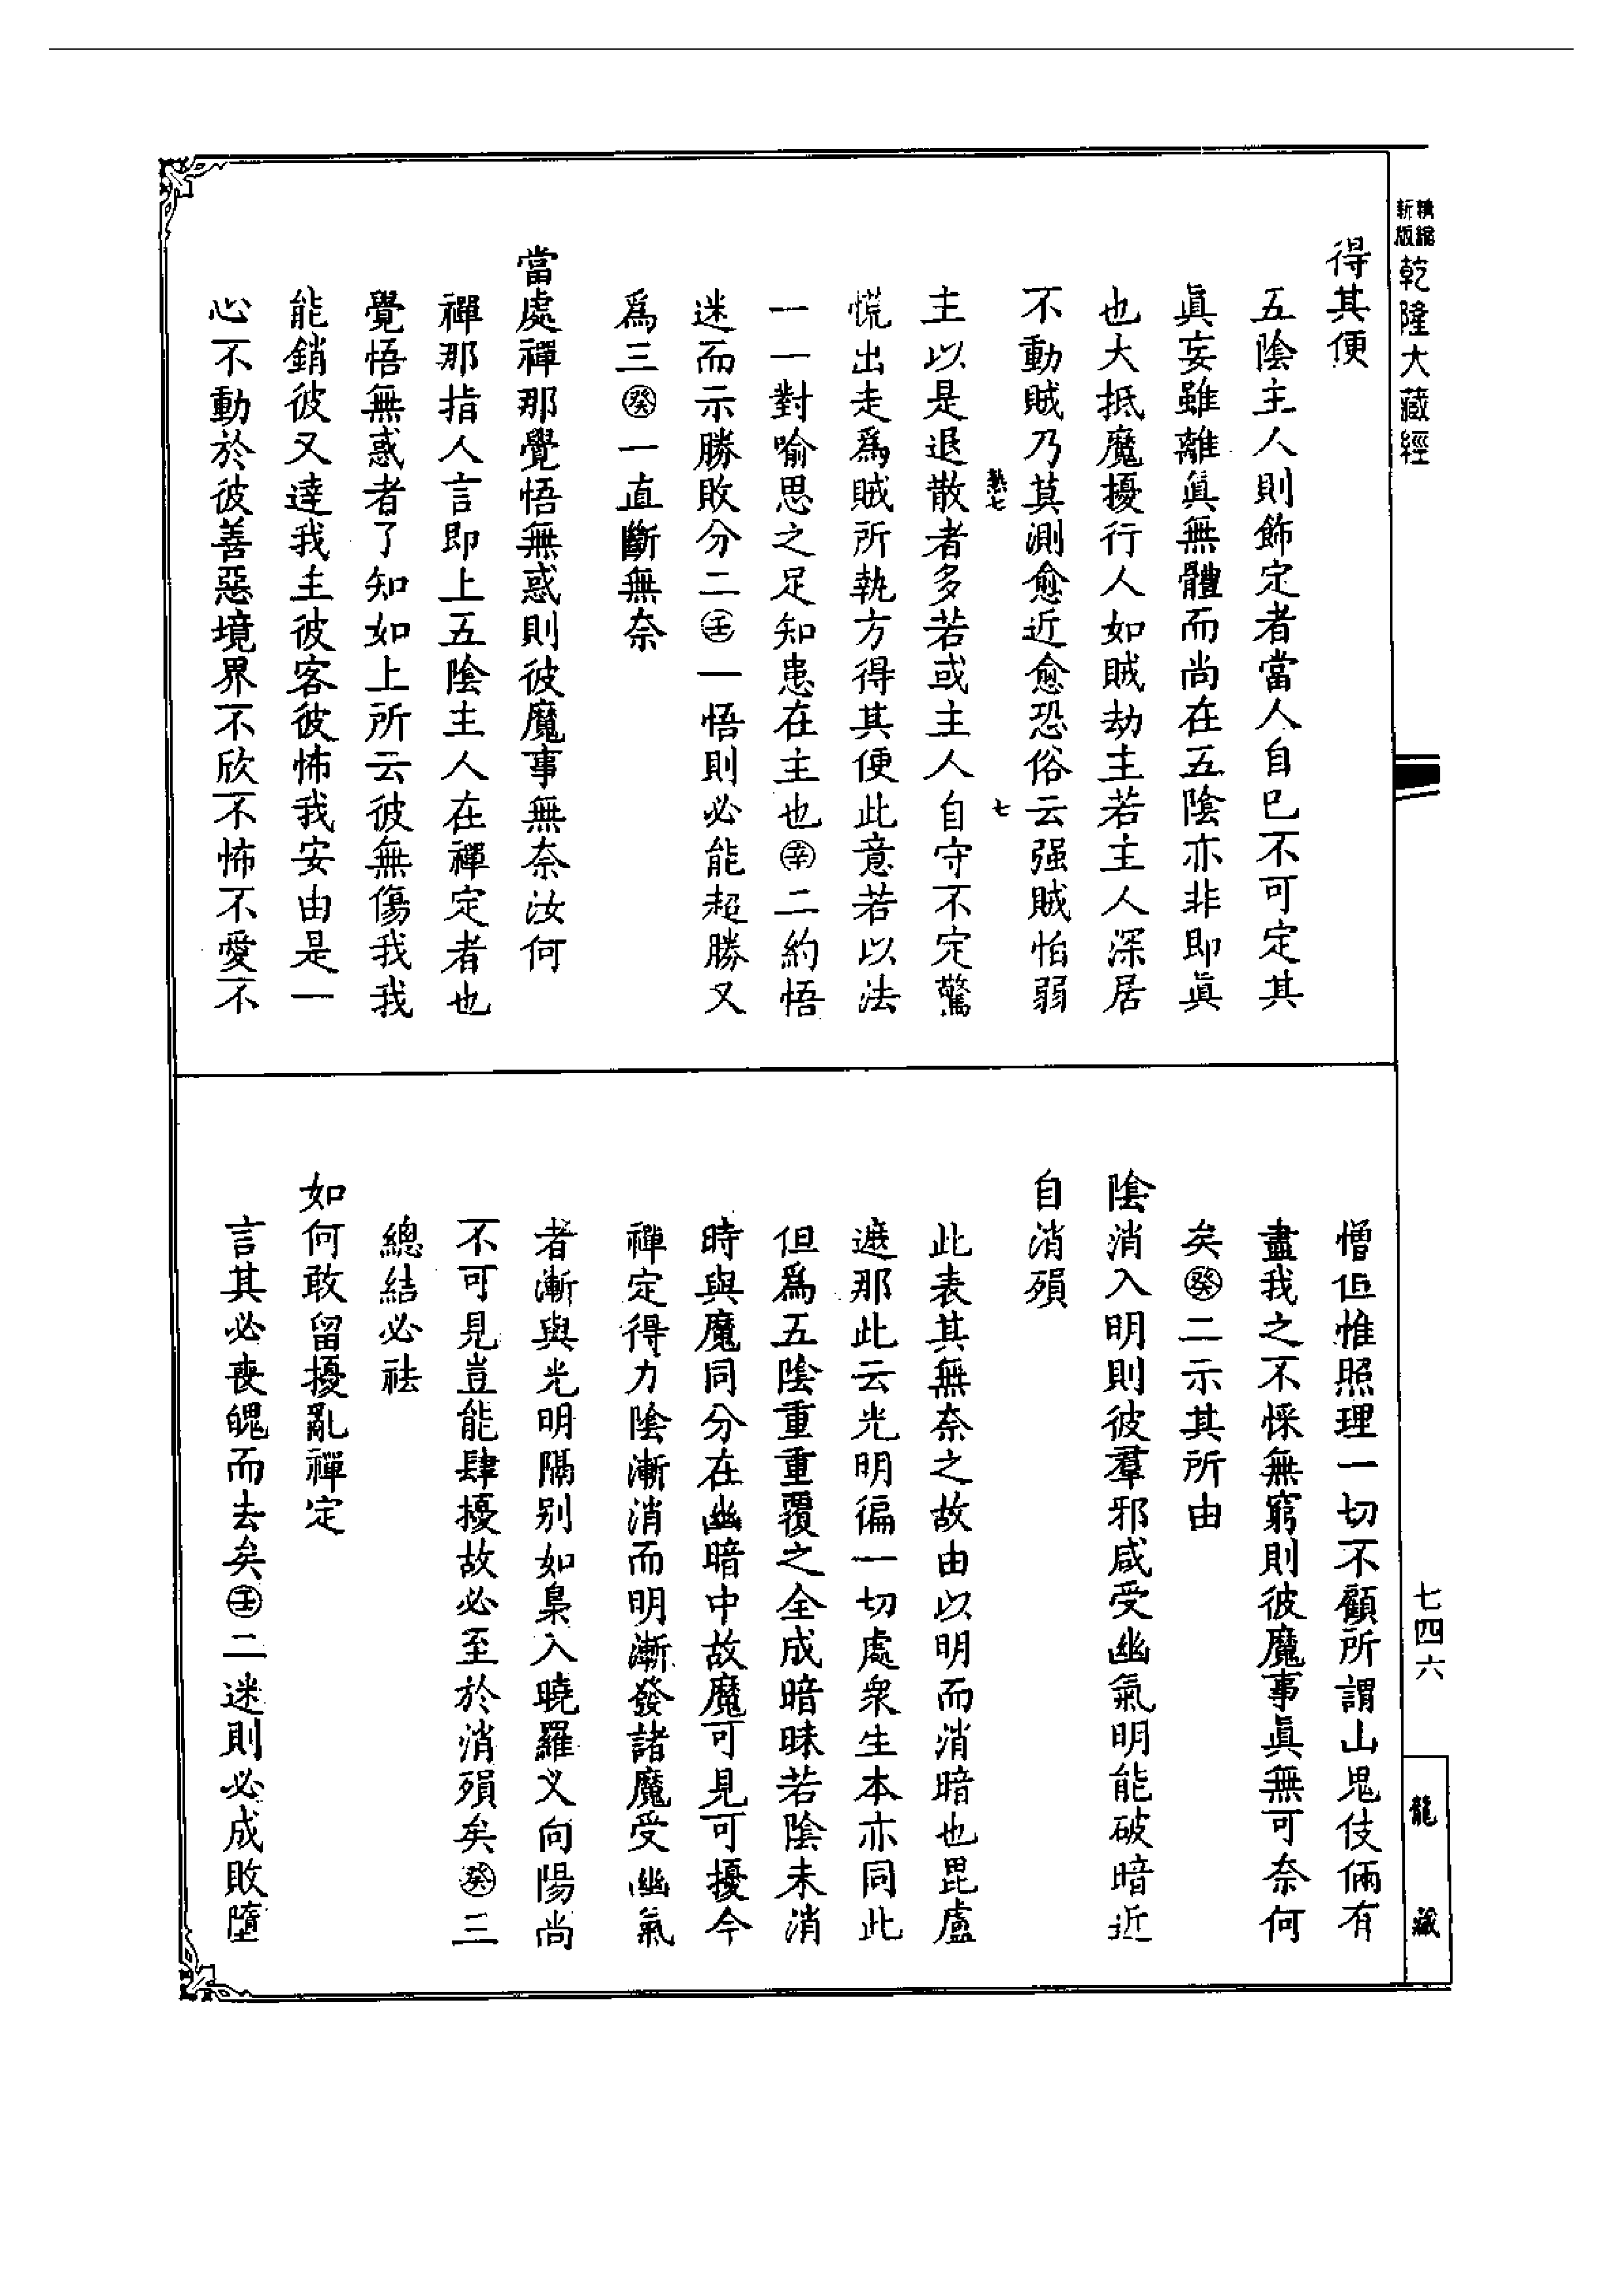 精縮新版乾隆大藏經
得其便
五陰主人則飾定者當人自巳不可定其
眞妄雖離眞無體而尚在五陰亦非即眞
也大抵魔擾行人如賊劫主若主人深居
不動賊乃莫測愈近愈恐俗云强賊怕弱
七
主以是退散者多若或主人自守不定驚
慌出走爲賊所執方得其便此意若以法
一一對喻思之足知患在主也㊛二約悟
迷而示勝敗分二㊛一悟則必能超勝又
爲三㊛一直斷無奈
當處禪那覺悟無惑則彼魔事無奈汝何
禪那指人言即上五陰主人在禪定者也
覺悟無惑者了知如上所云彼無傷我我
能銷彼又達我主彼客彼怖我安由是一
心不動於彼善惡境界不欣不怖不愛不
憎但惟照理一切不顧所謂山鬼伎倆有
盡我之不倸無窮則彼魔事眞無可奈何
矣癸二示其所由
陰消入明則彼羣邪咸受幽氣明能破暗近
自消殞
此表其無奈之故由以明而消暗也毘盧
遮那此云光明徧一切處衆生本亦同此
但爲五陰重重覆之全成暗昧若陰未消
時與魔同分在幽暗中故魔可見可擾今
禪定得力陰漸消而明漸發諸魔受幽氣
者漸與光明隔别如梟入曉羅义向陽尚
不可見豈能肆擾故必至於消殞矣癸三
總結必祛
如何敢留擾亂禪定
言其必喪魄而去矣壬二迷則必成敗墮
七四六
龍藏